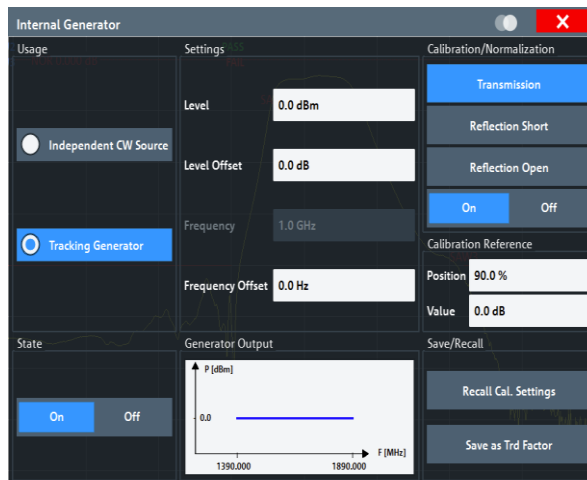 Internal Generator
Usage
Independent CW Source
Tracking Generator
Settings
Level
0.0 dBm
Level Offset
0.0 dB
Frequency
1.0 GHz
Frequency Offset
0.0 Hz
Calibration/Normalization
Transmission
Reflection Short
Reflection Open
On Off
Calibration Reference
Position 90.0 %
Value 0.0 dB
State
On Off
Generator Output
P [dBm]
0.0
F [MHz]
1390.000 1890.000
Save/Recall
Recall Cal. Settings
Save as Trd Factor